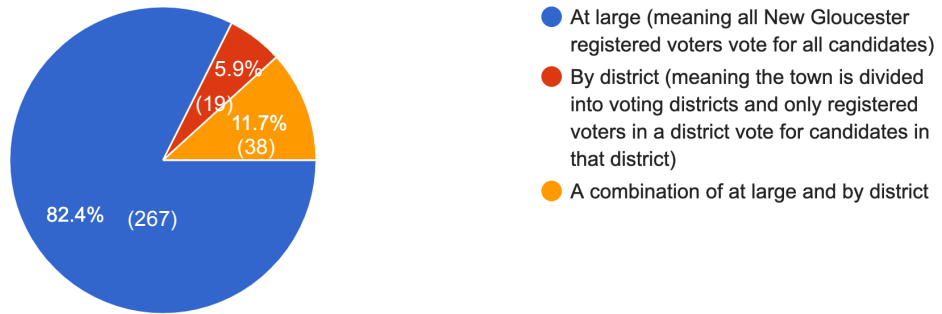 5.9%
(19)
11.7%
(38)
82.4% (267)
At large (meaning all New Gloucester
registered voters vote for all candidates)
By district (meaning the town is divided
into voting districts and only registered
voters in a district vote for candidates in
that district)
A combination of at large and by district